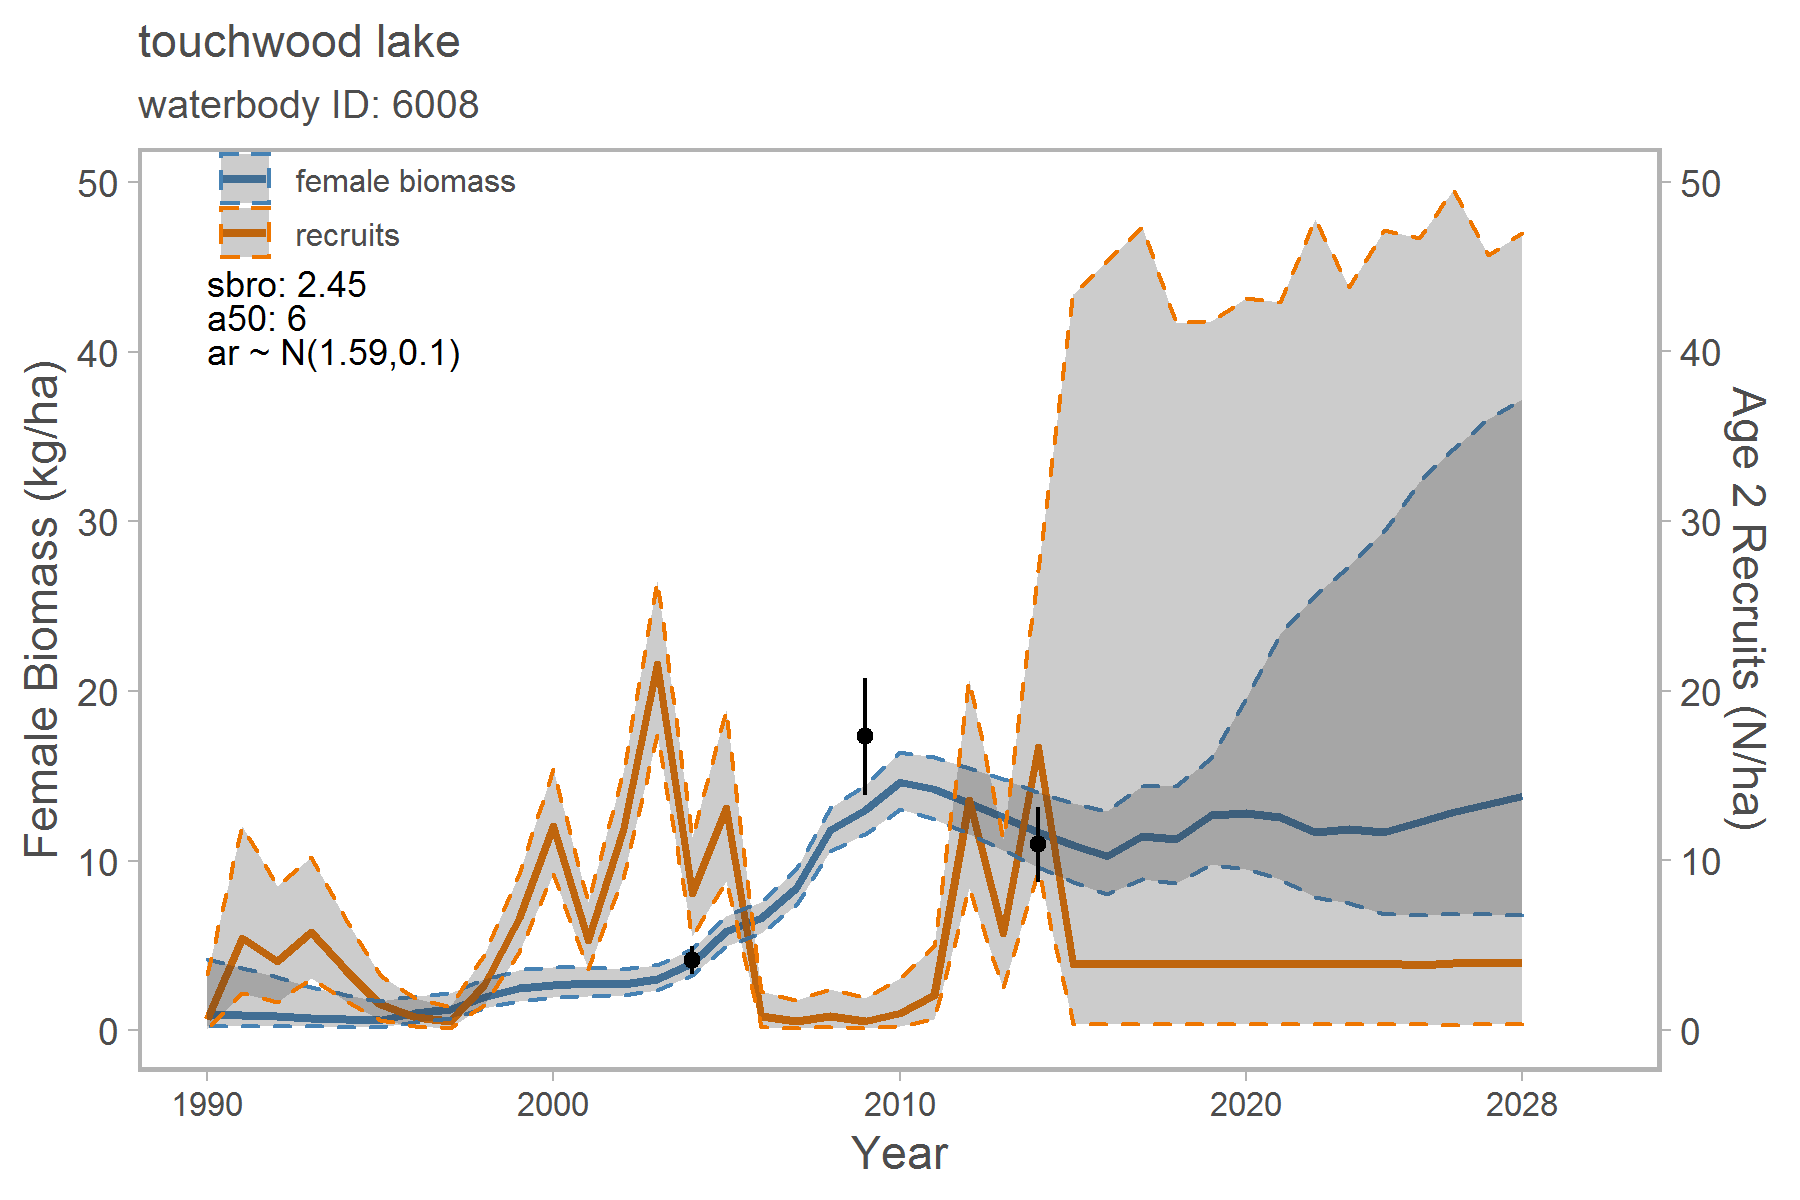 touchwood lake
waterbody ID: 6008
female biomass
recruits
sbro: 2.45
a50: 6
ar ~ N(1.59,0.1)
Female Biomass (kg/ha)
50
40
30
20
10
0
50
40
30
20
10
0
Age 2 Recruits (N/ha)
1990
2000
2010
2020
2028
Year